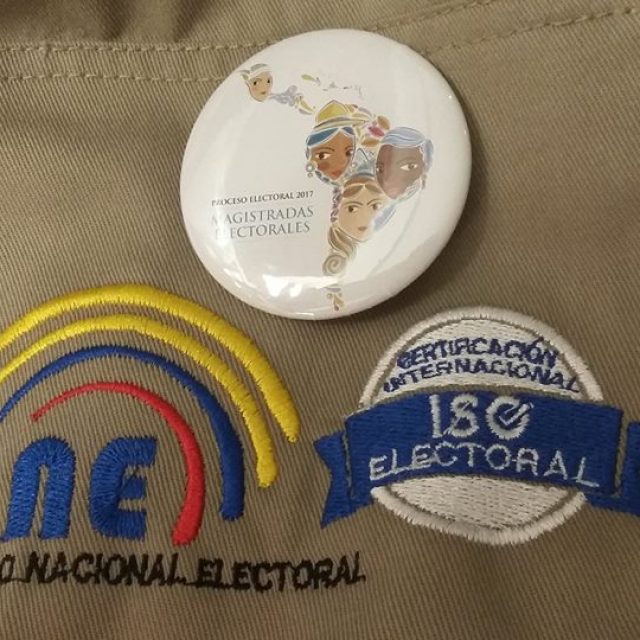 PROCESO ELECTORAL 2017
MAGISTRADAS
ELECTORALES
CERTIFICACIÓN
INTERNACIONAL
ISO
ELECTORAL
NE
O NACIONAL ELECTORAL